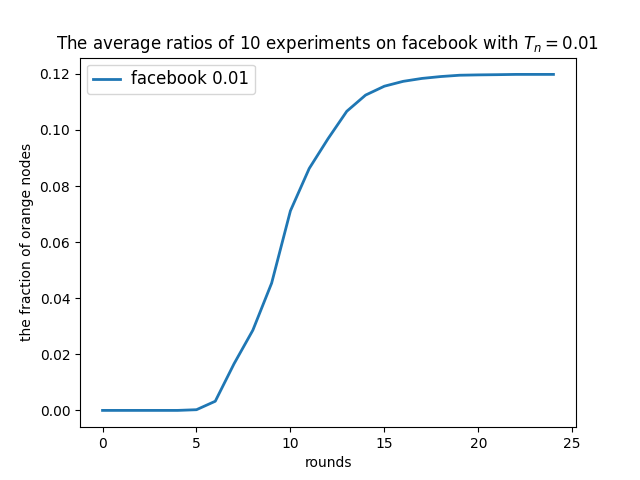 The average ratios of 10 experiments on facebook with $T_n = 0.01$
facebook 0.01
0.12
0.10
0.08
0.06
0.04
0.02
0.00
the fraction of orange nodes
0 5 10 15 20 25
rounds